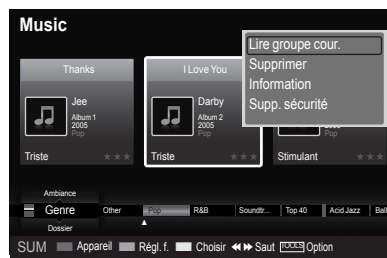 Music
Lire groupe cour.
Supprimer
Information
Supp. sécurité
Thanks
I Love You
Jee
Album 1
2005
Pop
Darby
Album 2
2005
Pop
2005
Pop
Triste
Triste
Stimulant
Ambiance
Genre
Other
Pop
R&B
Soundtr...
Top 40
Acid Jazz
Ball
Dossier
SUM Appareil Régl. f. Choisir Saut TOOLS Option